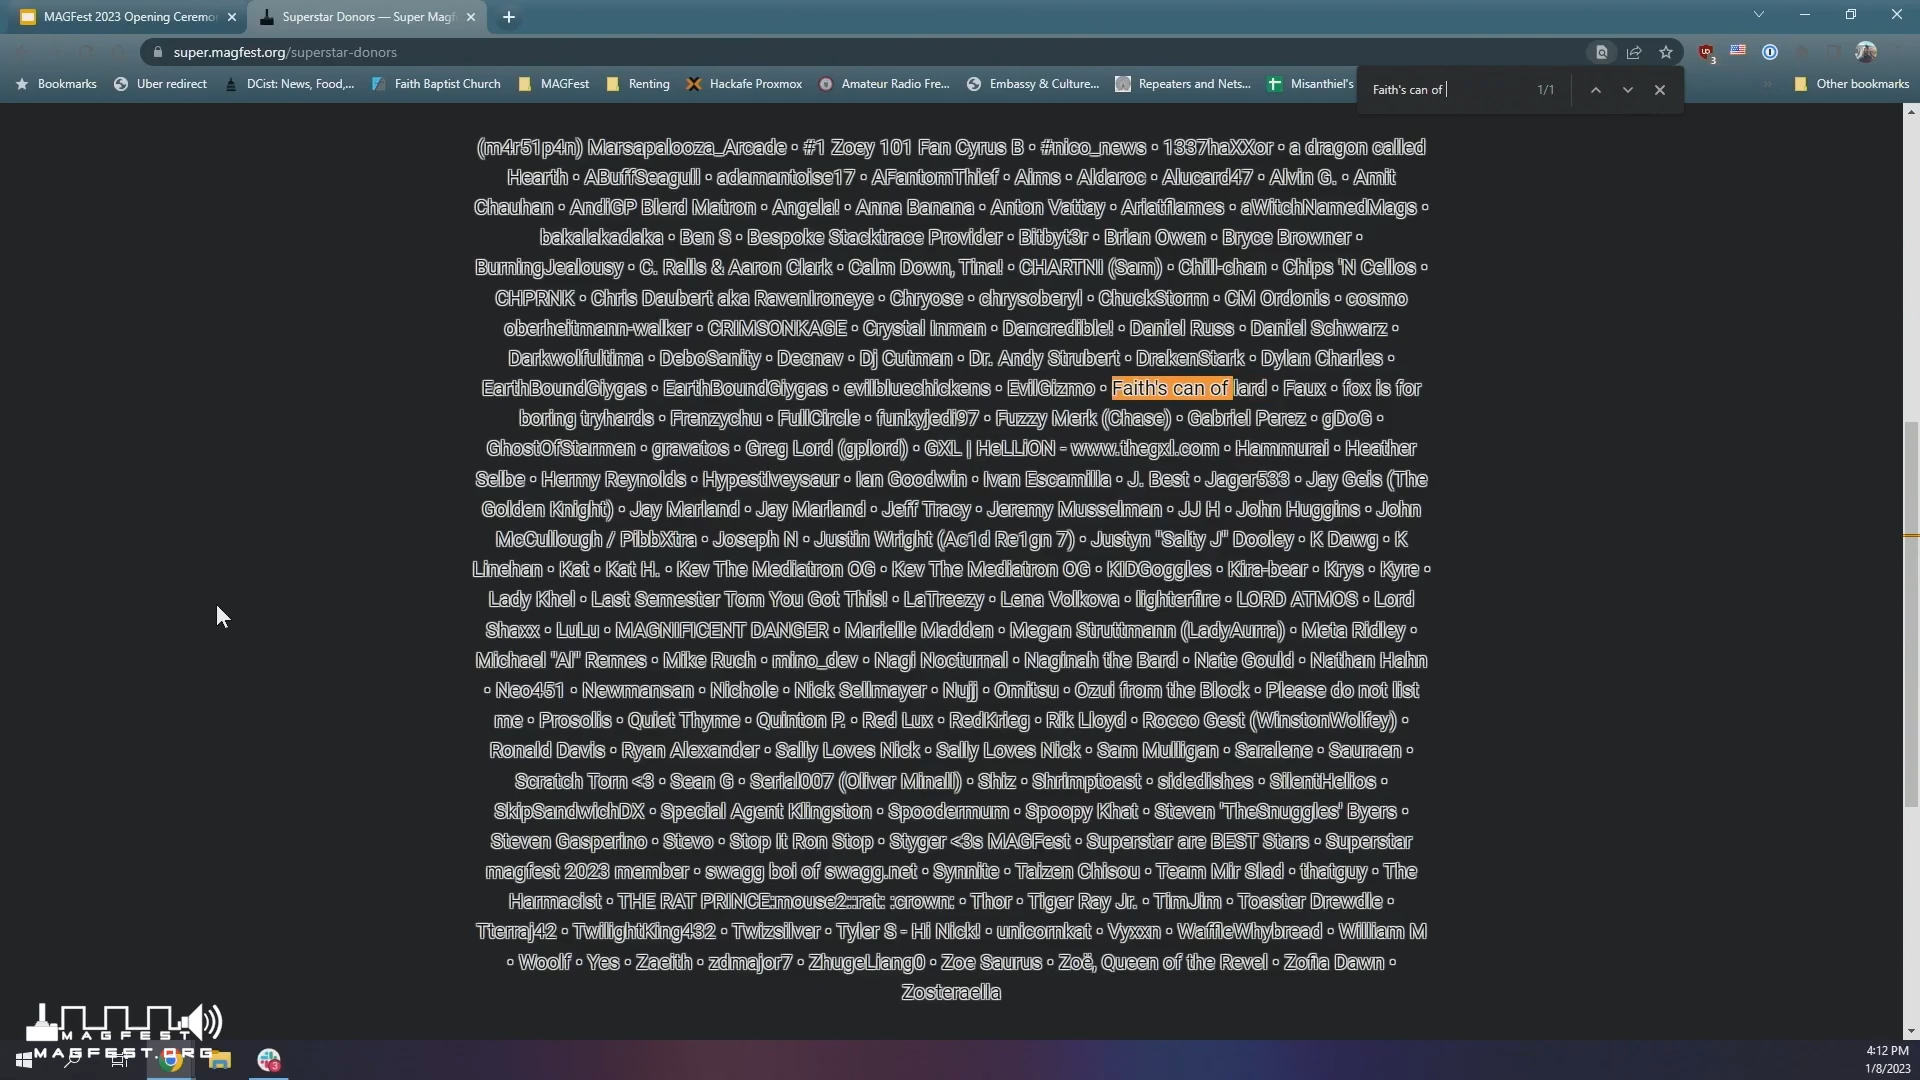 MAGFest 2023 Opening Ceremo
Superstar Donors — Super Magf
super.magfest.org/superstar-donors
3
Bookmarks
Uber redirect
DCist: News, Food,...
Faith Baptist Church
MAGFest
Renting
Hackafe Proxmox
Amateur Radio Fre...
Embassy & Culture...
Repeaters and Nets...
Misanthiel's
Other bookmarks
Faith's can of
1/1
(m4r51p4n) Marsapalooza_Arcade • #1 Zoey 101 Fan Cyrus B • #nico_news • 1337haXXor • a dragon called
Hearth • ABuffSeagull • adamantoise17 • AFantomThief • Aims • Aldaroc • Alucard47 • Alvin G. • Amit
Chauhan • AndiGP Blerd Matron • Angela! • Anna Banana • Anton Vattay • Ariatflames • aWitchNamedMags •
bakalakadaka • Ben S • Bespoke Stacktrace Provider • Bitbyt3r • Brian Owen • Bryce Browner •
BurningJealousy • C. Ralls & Aaron Clark • Calm Down, Tina! • CHARTNI (Sam) • Chill-chan • Chips 'N Cellos •
CHPRNK • Chris Daubert aka RavenIroneye • Chryose • chrysoberyl • ChuckStorm • CM Ordonis • cosmo
oberheitmann-walker • CRIMSONKAGE • Crystal Inman • Dancredible! • Daniel Russ • Daniel Schwarz •
Darkwolfultima • DeboSanity • Decnav • Dj Cutman • Dr. Andy Strubert • DrakenStark • Dylan Charles •
EarthBoundGiygas • EarthBoundGiygas • evilbluechickens • EvilGizmo • Faith's can of lard • Faux • fox is for
boring tryhards • Frenzychu • FullCircle • funkyjedi97 • Fuzzy Merk (Chase) • Gabriel Perez • gDoG •
GhostOfStarmen • gravatos • Greg Lord (gplord) • GXL | HeLLiON - www.thegxl.com • Hammurai • Heather
Selbe • Hermy Reynolds • HypestIveysaur • Ian Goodwin • Ivan Escamilla • J. Best • Jager533 • Jay Geis (The
Golden Knight) • Jay Marland • Jay Marland • Jeff Tracy • Jeremy Musselman • JJ H • John Huggins • John
McCullough / PibbXtra • Joseph N • Justin Wright (Ac1d Re1gn 7) • Justyn "Salty J" Dooley • K Dawg • K
Linehan • Kat • Kat H. • Kev The Mediatron OG • Kev The Mediatron OG • KIDGoggles • Kira-bear • Krys • Kyre •
Lady Khel • Last Semester Tom You Got This! • LaTreezy • Lena Volkova • lighterfire • LORD ATMOS • Lord
Shaxx • LuLu • MAGNIFICENT DANGER • Marielle Madden • Megan Struttmann (LadyAurra) • Meta Ridley •
Michael "Al" Remes • Mike Ruch • mino_dev • Nagi Nocturnal • Naginah the Bard • Nate Gould • Nathan Hahn
• Neo451 • Newmansan • Nichole • Nick Sellmayer • Nujj • Omitsu • Ozui from the Block • Please do not list
me • Prosolis • Quiet Thyme • Quinton P. • Red Lux • RedKrieg • Rik Lloyd • Rocco Gest (WinstonWolfey) •
Ronald Davis • Ryan Alexander • Sally Loves Nick • Sally Loves Nick • Sam Mulligan • Saralene • Sauraen •
Scratch Torn <3 • Sean G • Serial007 (Oliver Minall) • Shiz • Shrimptoast • sidedishes • SilentHelios •
SkipSandwichDX • Special Agent Klingston • Spoodermum • Spoopy Khat • Steven 'TheSnuggles' Byers •
Steven Gasperino • Stevo • Stop It Ron Stop • Styger <3s MAGFest • Superstar are BEST Stars • Superstar
magfest 2023 member • swagg boi of swagg.net • Synnite • Taizen Chisou • Team Mir Slad • thatguy • The
Harmacist • THE RAT PRINCE:mouse2::rat: :crown: • Thor • Tiger Ray Jr. • TimJim • Toaster Drewdle •
Tterraj42 • TwilightKing432 • Twizsilver • Tyler S - Hi Nick! • unicornkat • Vyxxn • WaffleWhybread • William M
• Woolf • Yes • Zaeith • zdmajor7 • ZhugeLiang0 • Zoe Saurus • Zoë, Queen of the Revel • Zofia Dawn •
Zosteraella
MAGFEST
MAGFEST.ORG
3
4:12 PM
1/8/2023